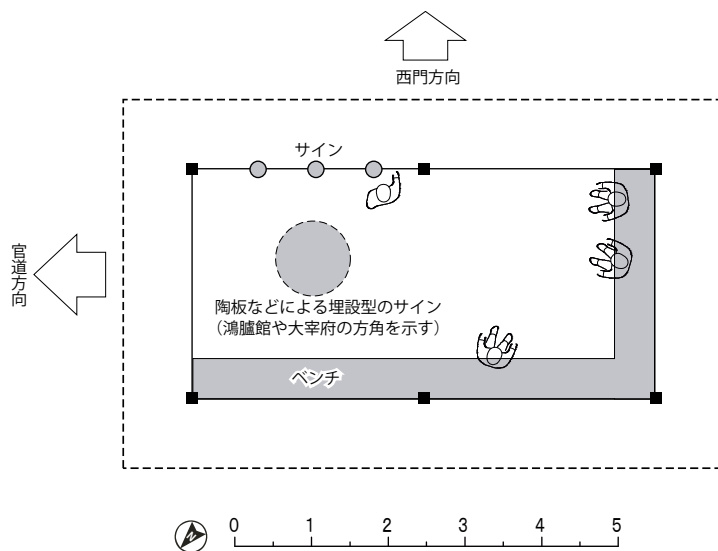 西門方向
サイン
官道方向
陶板などによる埋設型のサイン
（鴻臚館や大宰府の方角を示す）
ベンチ
N
0 1 2 3 4 5